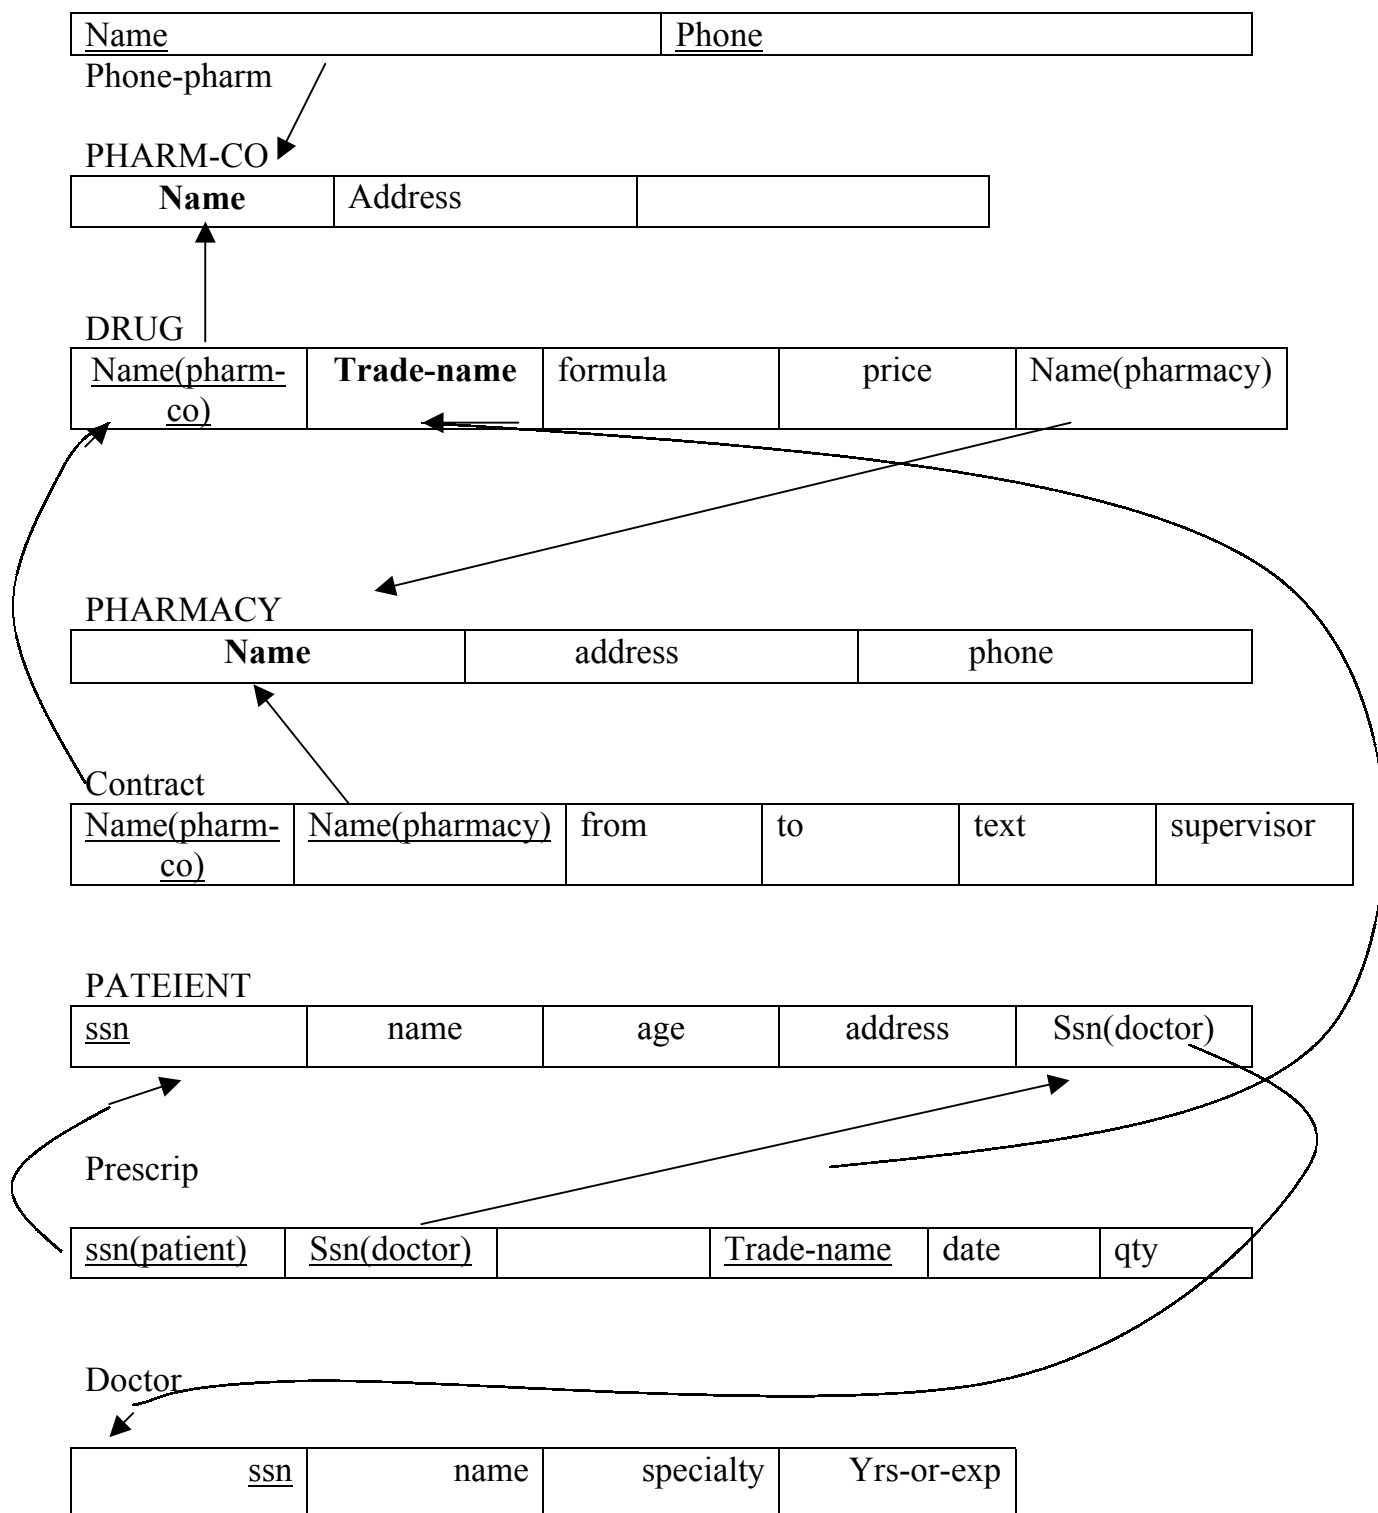 Name Phone
Phone-pharm
PHARM-CO
Name Address
DRUG
Name(pharm-
co) Trade-name formula price Name(pharmacy)
PHARMACY
Name address phone
Contract
Name(pharm-
co) Name(pharmacy) from to text supervisor
PATEIENT
ssn name age address Ssn(doctor)
Prescrip
ssn(patient) Ssn(doctor) Trade-name date qty
Doctor
ssn name specialty Yrs-or-exp